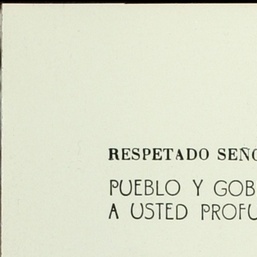 RESPETADO SEÑO
PUEBLO Y GOB
A USTED PROFU